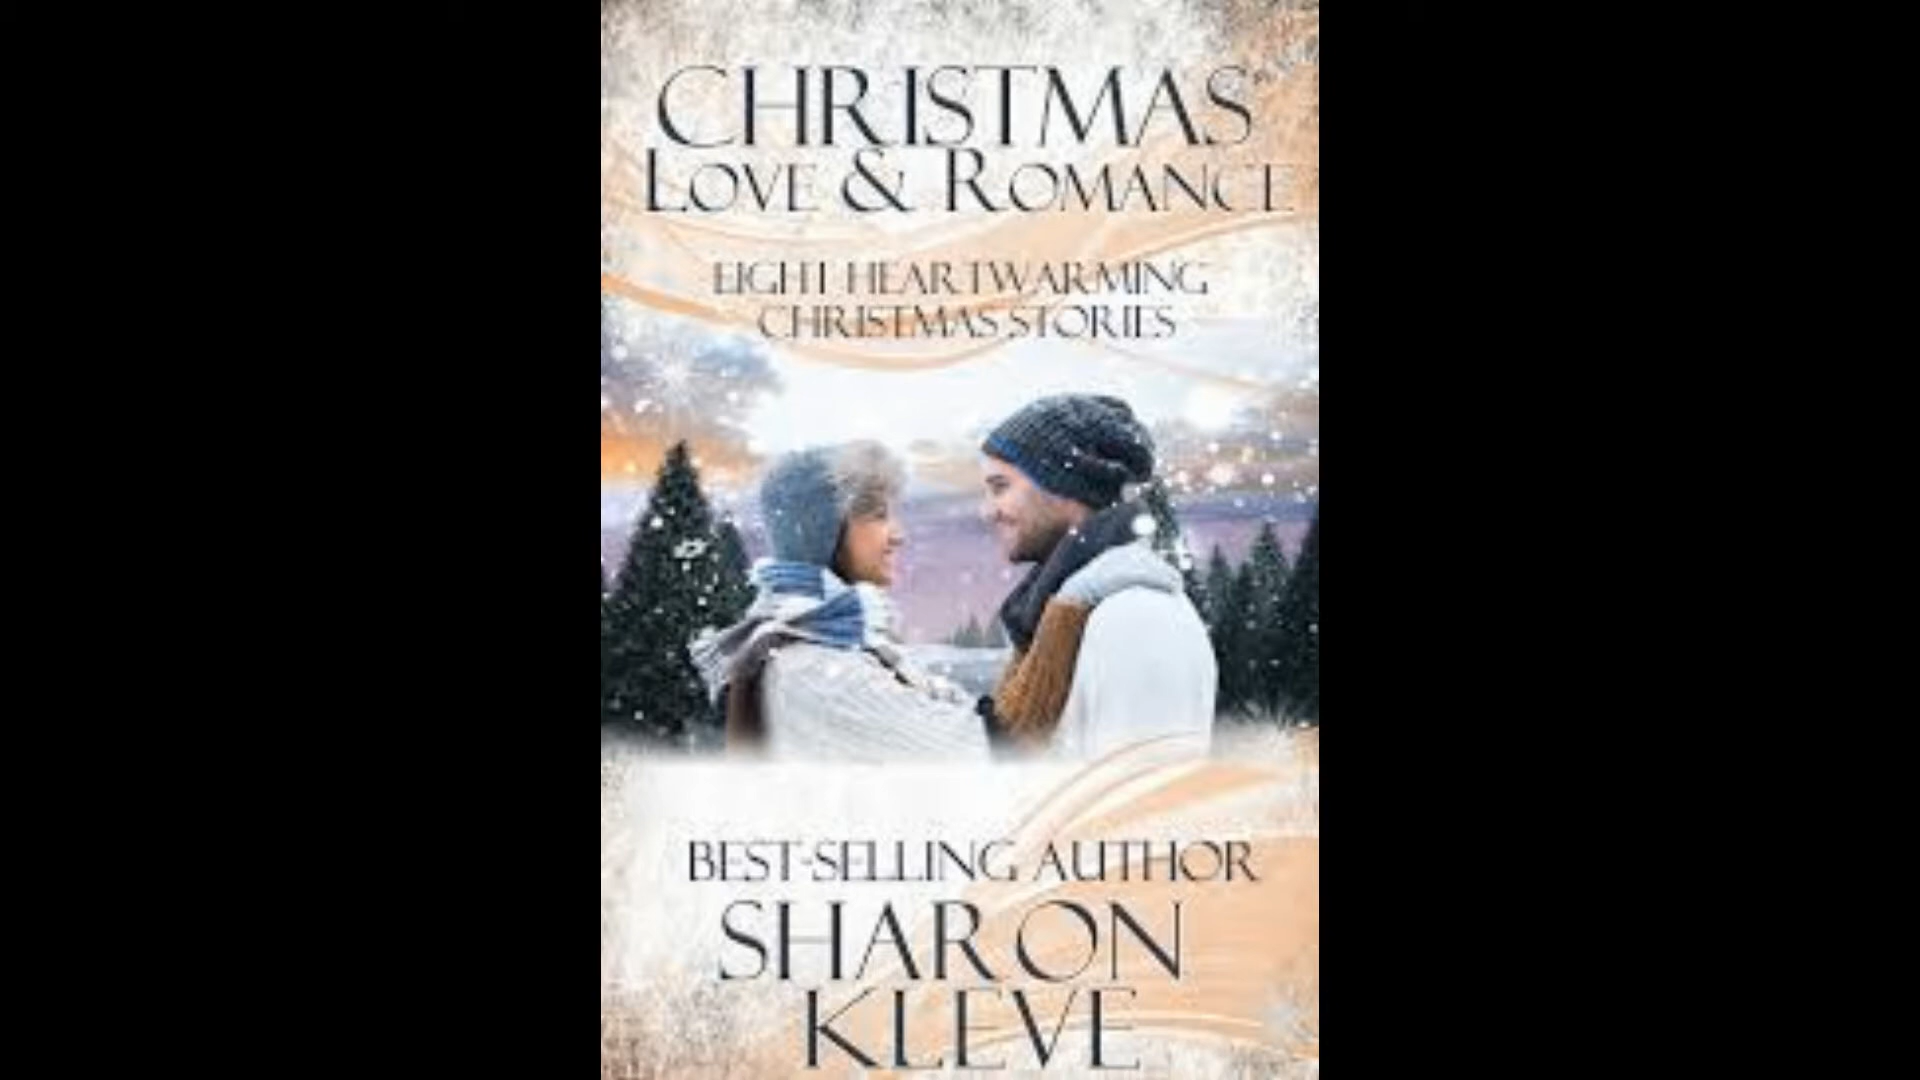 CHRISTMAS
LOVE & ROMANCE
EIGHT HEARTWARMING
CHRISTMAS STORIES
BEST-SELLING AUTHOR
SHARON
KLEVE